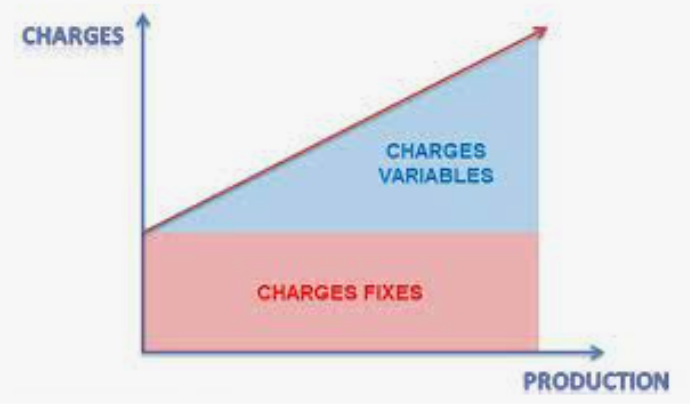 CHARGES
CHARGES
VARIABLES
CHARGES FIXES
PRODUCTION